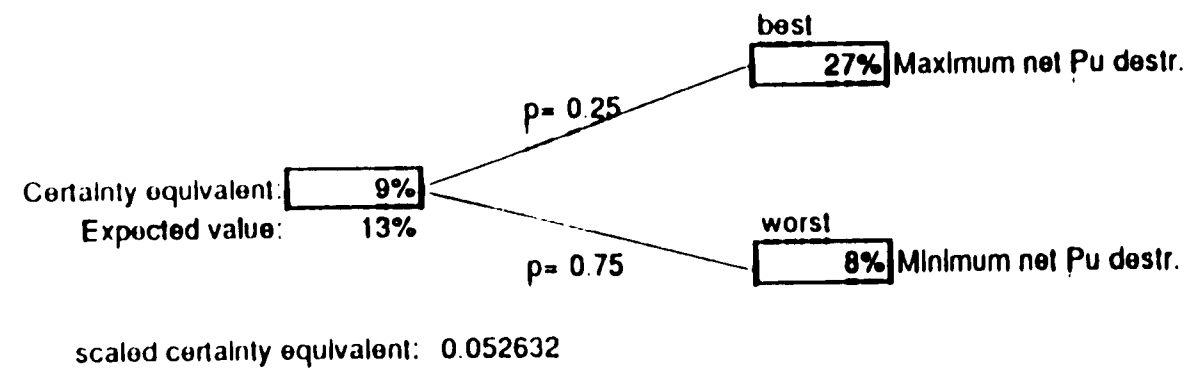 best
27% Maximum net Pu destr.
p= 0.25
Certainty equivalent: 9%
Expected value: 13%
worst
8% Minimum net Pu destr.
p= 0.75
scaled certainty equivalent: 0.052632